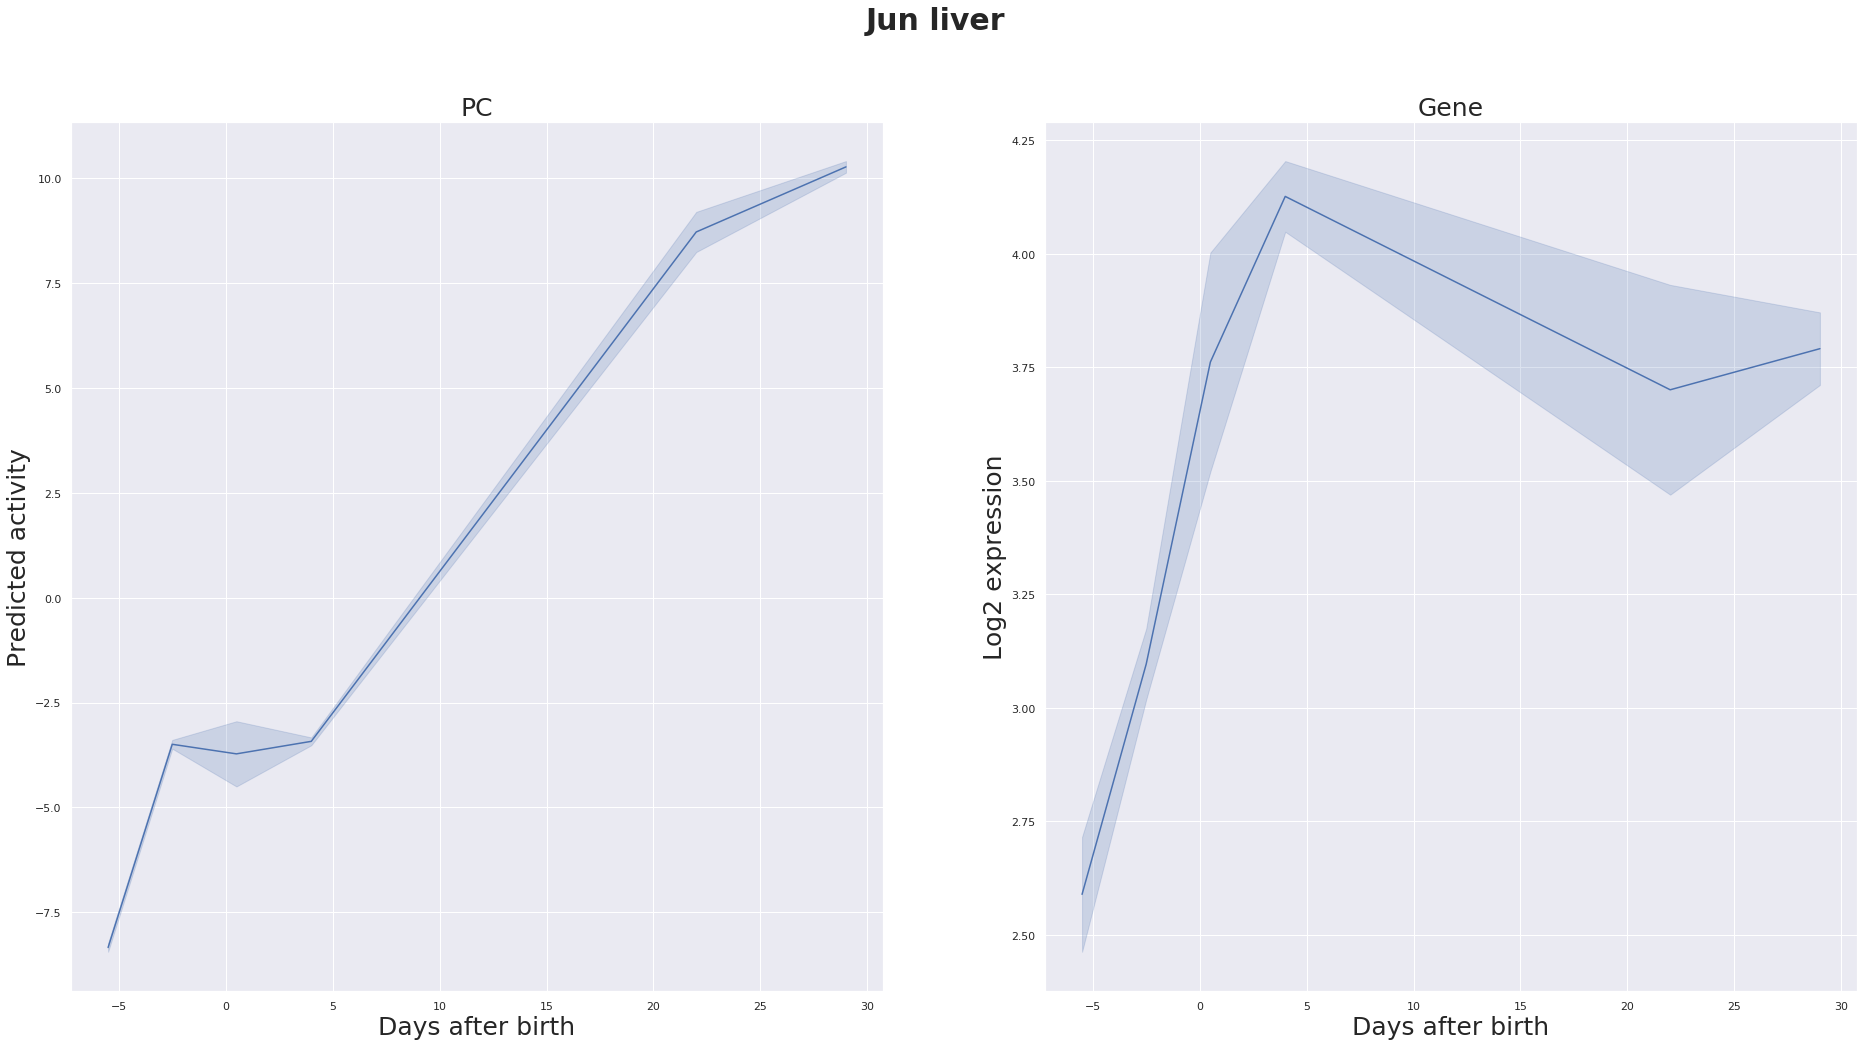 Jun liver
PC
Predicted activity
10.0
7.5
5.0
2.5
0.0
−2.5
−5.0
−7.5
−5 0 5 10 15 20 25 30
Days after birth
Gene
Log2 expression
4.25
4.00
3.75
3.50
3.25
3.00
2.75
2.50
−5 0 5 10 15 20 25 30
Days after birth